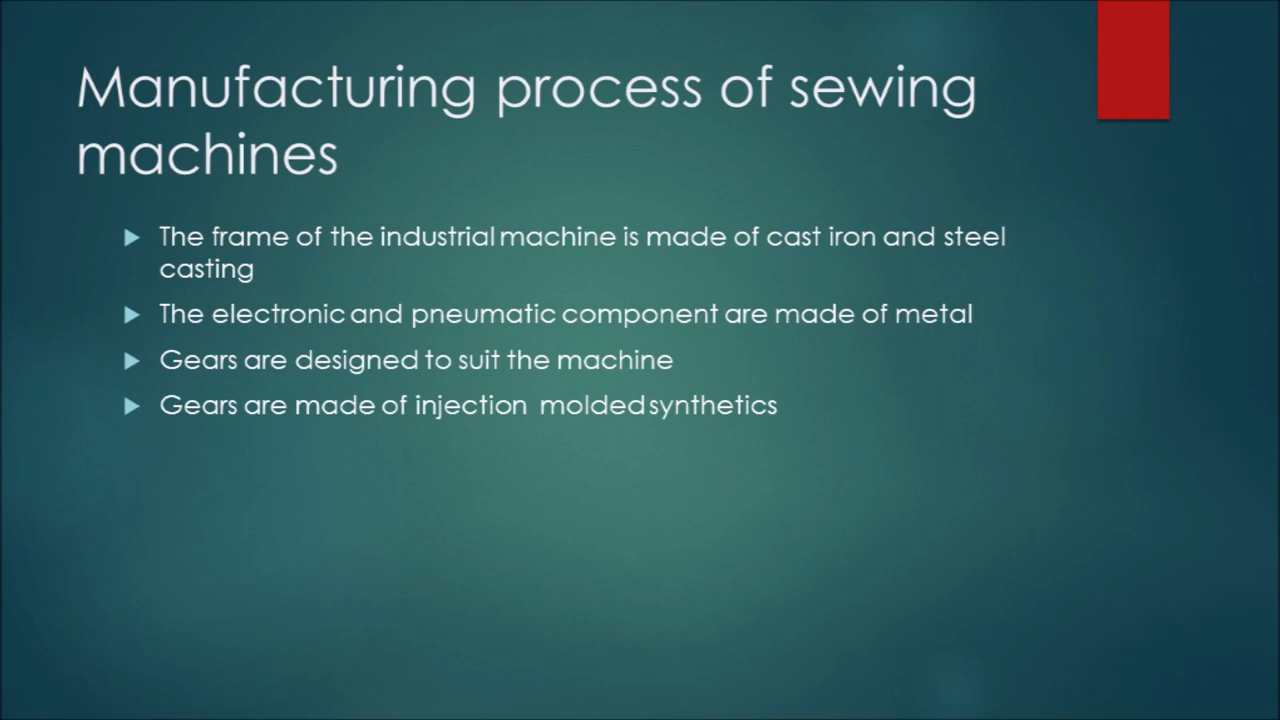 Manufacturing process of sewing
machines
The frame of the industrial machine is made of cast iron and steel
casting
The electronic and pneumatic component are made of metal
Gears are designed to suit the machine
Gears are made of injection molded synthetics